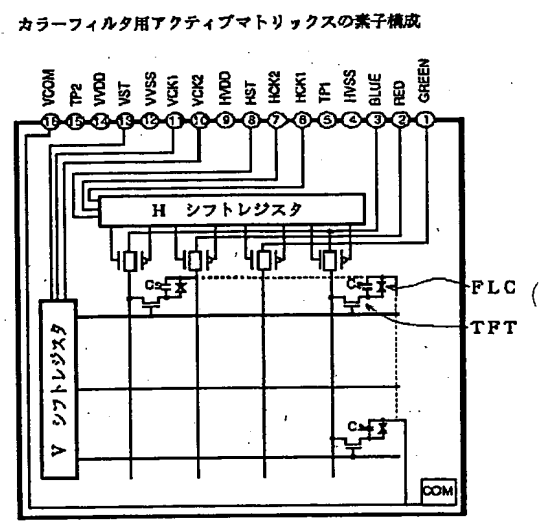 カラーフィルタ用アクティブマトリックスの素子構成
VCOM
TP2
VVDD
VST
VVSS
VCK1
VCK2
HVDD
HST
HCK2
HCK1
TP1
HVSS
BLUE
RED
GREEN
16 15 14 13 12 11 10 9 8 7 6 5 4 3 2 1
H シフトレジスタ
Cs
Cs
FLC
TFT
V シフトレジスタ
Cs
COM